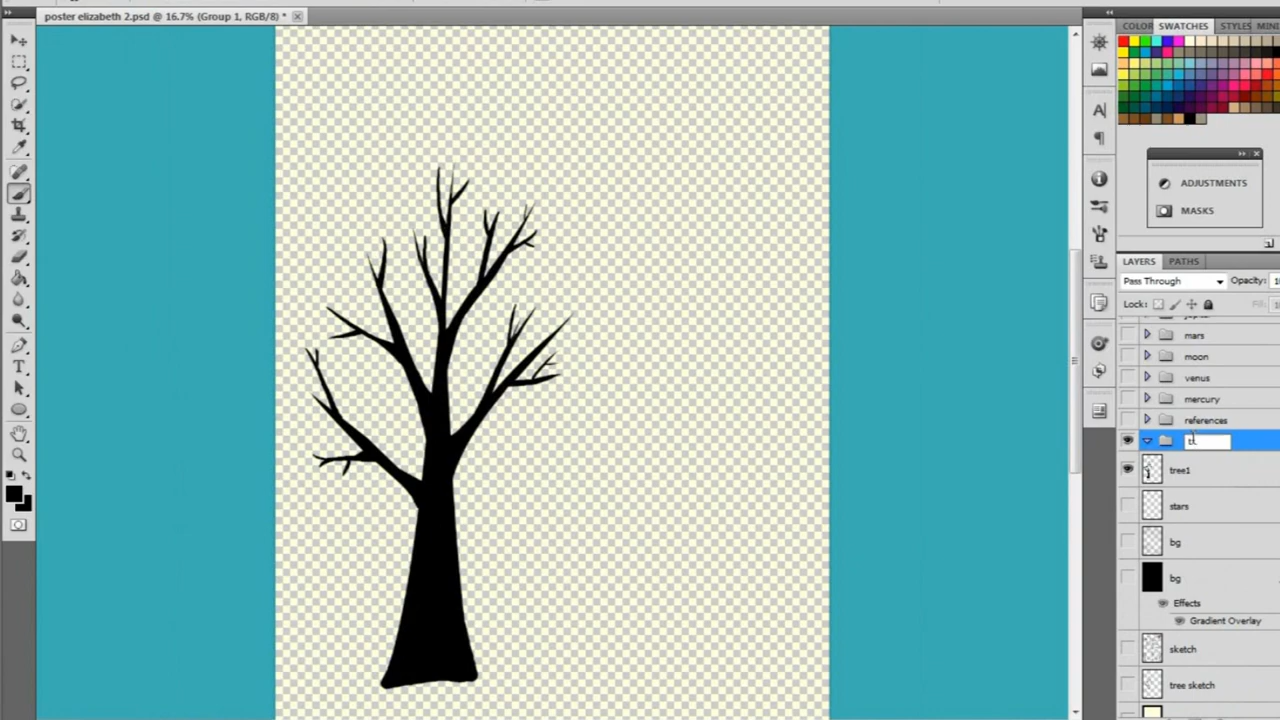 poster elizabeth 2.psd @ 16.7% (Group 1, RGB/8) *
COLOR SWATCHES STYLES MINI
ADJUSTMENTS
MASKS
LAYERS PATHS
Pass Through Opacity:
Lock:
mars
moon
venus
mercury
references
tree1
stars
bg
bg
Effects
Gradient Overlay
sketch
tree sketch